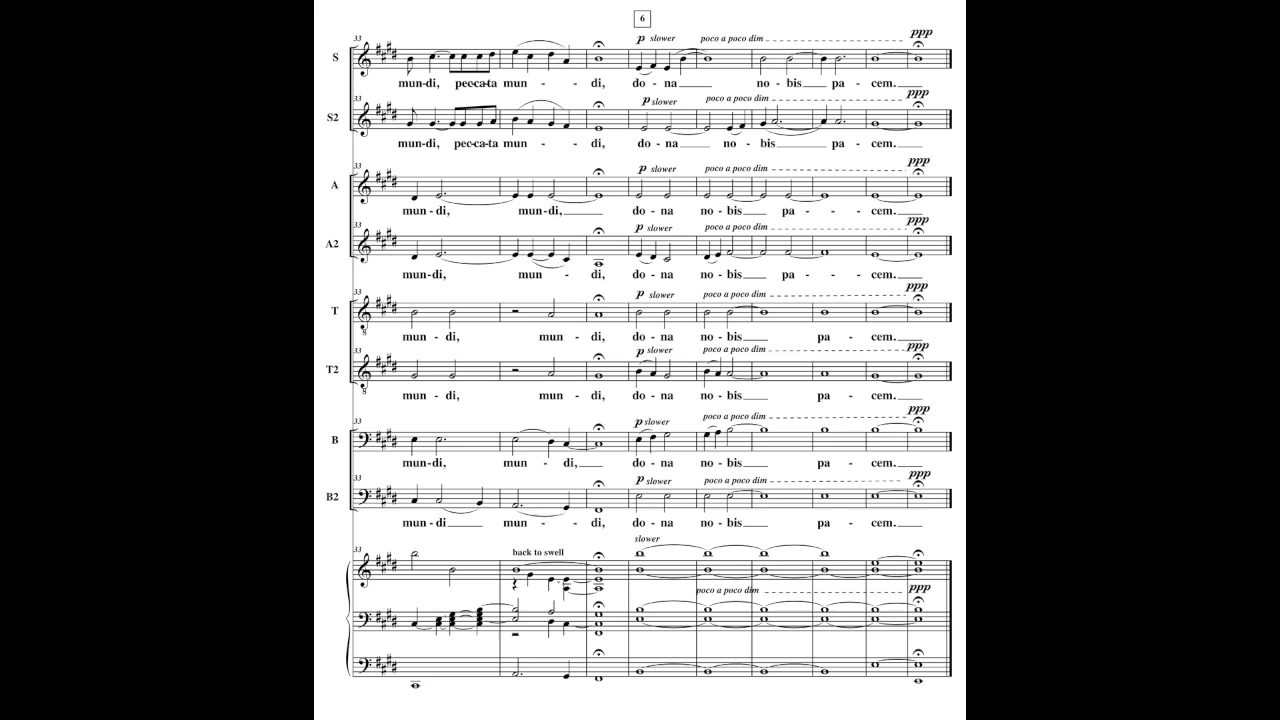 6
33 S p slower poco a poco dim ppp
mun-di, pec-ca-ta mun - - di, do - na no - bis pa - cem.
33 S2 p slower poco a poco dim ppp
mun-di, pec-ca-ta mun - - di, do - na no - bis pa - cem.
33 A p slower poco a poco dim ppp
mun - di, mun - di, do - na no - bis pa - - - cem.
33 A2 p slower poco a poco dim ppp
mun - di, mun - di, do - na no - bis pa - - - cem.
33 T p slower poco a poco dim ppp
8
mun - di, mun - di, do - na no - bis pa - cem.
33 T2 p slower poco a poco dim ppp
8
mun - di, mun - di, do - na no - bis pa - cem.
33 B p slower poco a poco dim ppp
mun - di, mun - di, do - na no - bis pa - cem.
33 B2 p slower poco a poco dim ppp
mun - di mun - - di, do - na no - bis pa - cem.
33 back to swell slower
poco a poco dim ppp